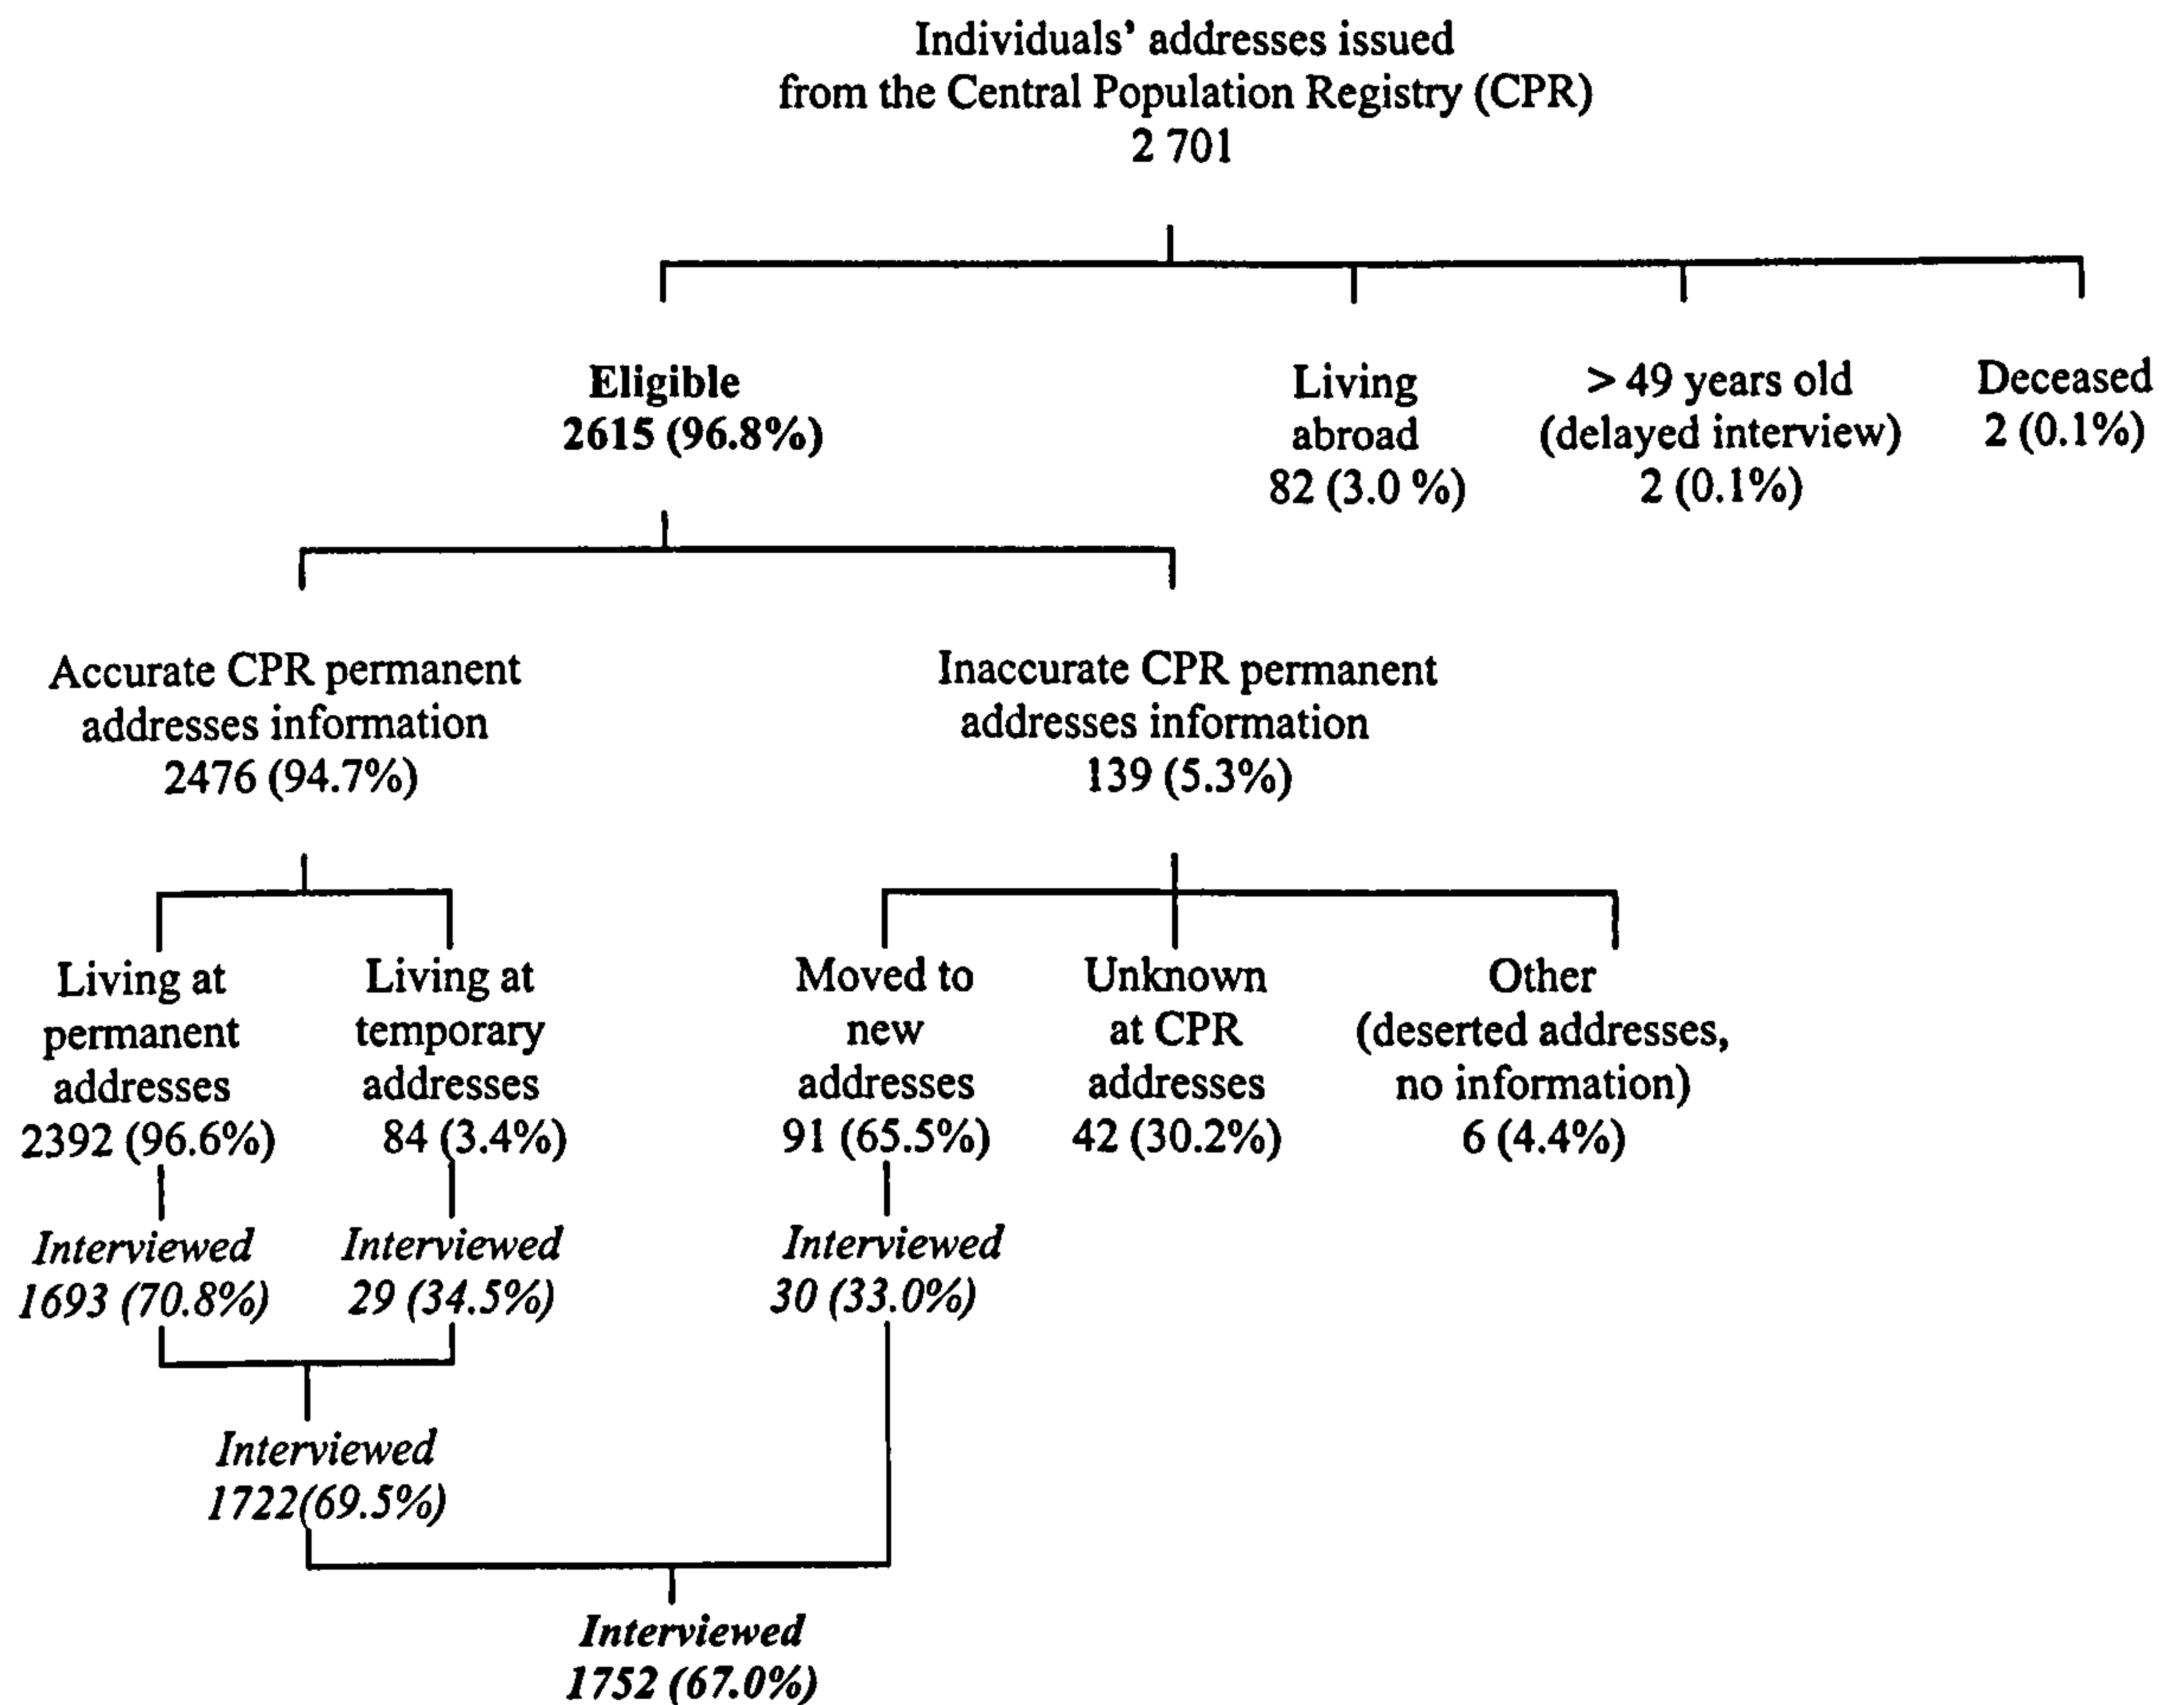 Individuals’ addresses issued
from the Central Population Registry (CPR)
2 701
Eligible
2615 (96.8%)
Living
abroad
82 (3.0 %)
> 49 years old
(delayed interview)
2 (0.1%)
Deceased
2 (0.1%)
Accurate CPR permanent
addresses information
2476 (94.7%)
Inaccurate CPR permanent
addresses information
139 (5.3%)
Living at
permanent
addresses
2392 (96.6%)
Living at
temporary
addresses
84 (3.4%)
Moved to
new
addresses
91 (65.5%)
Unknown
at CPR
addresses
42 (30.2%)
Other
(deserted addresses,
no information)
6 (4.4%)
Interviewed
1693 (70.8%)
Interviewed
29 (34.5%)
Interviewed
30 (33.0%)
Interviewed
1722(69.5%)
Interviewed
1752 (67.0%)